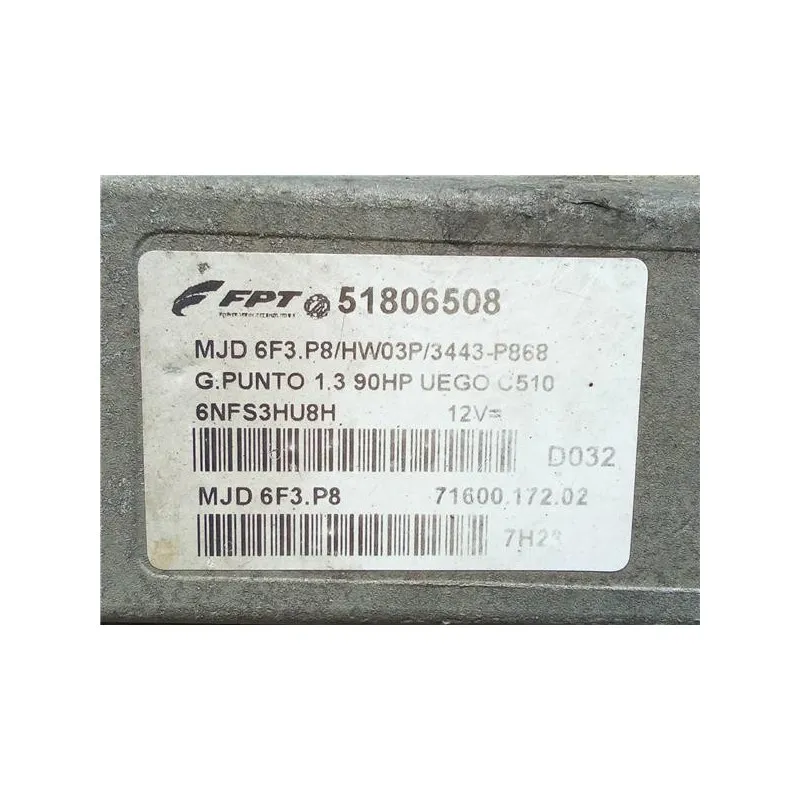 FPT 51806508
MJD 6F3.P8/HW03P/3443-P868
G.PUNTO 1.3 90HP UEGO C510
6NFS3HU8H 12V=
D032
MJD 6F3.P8 71600.172.02